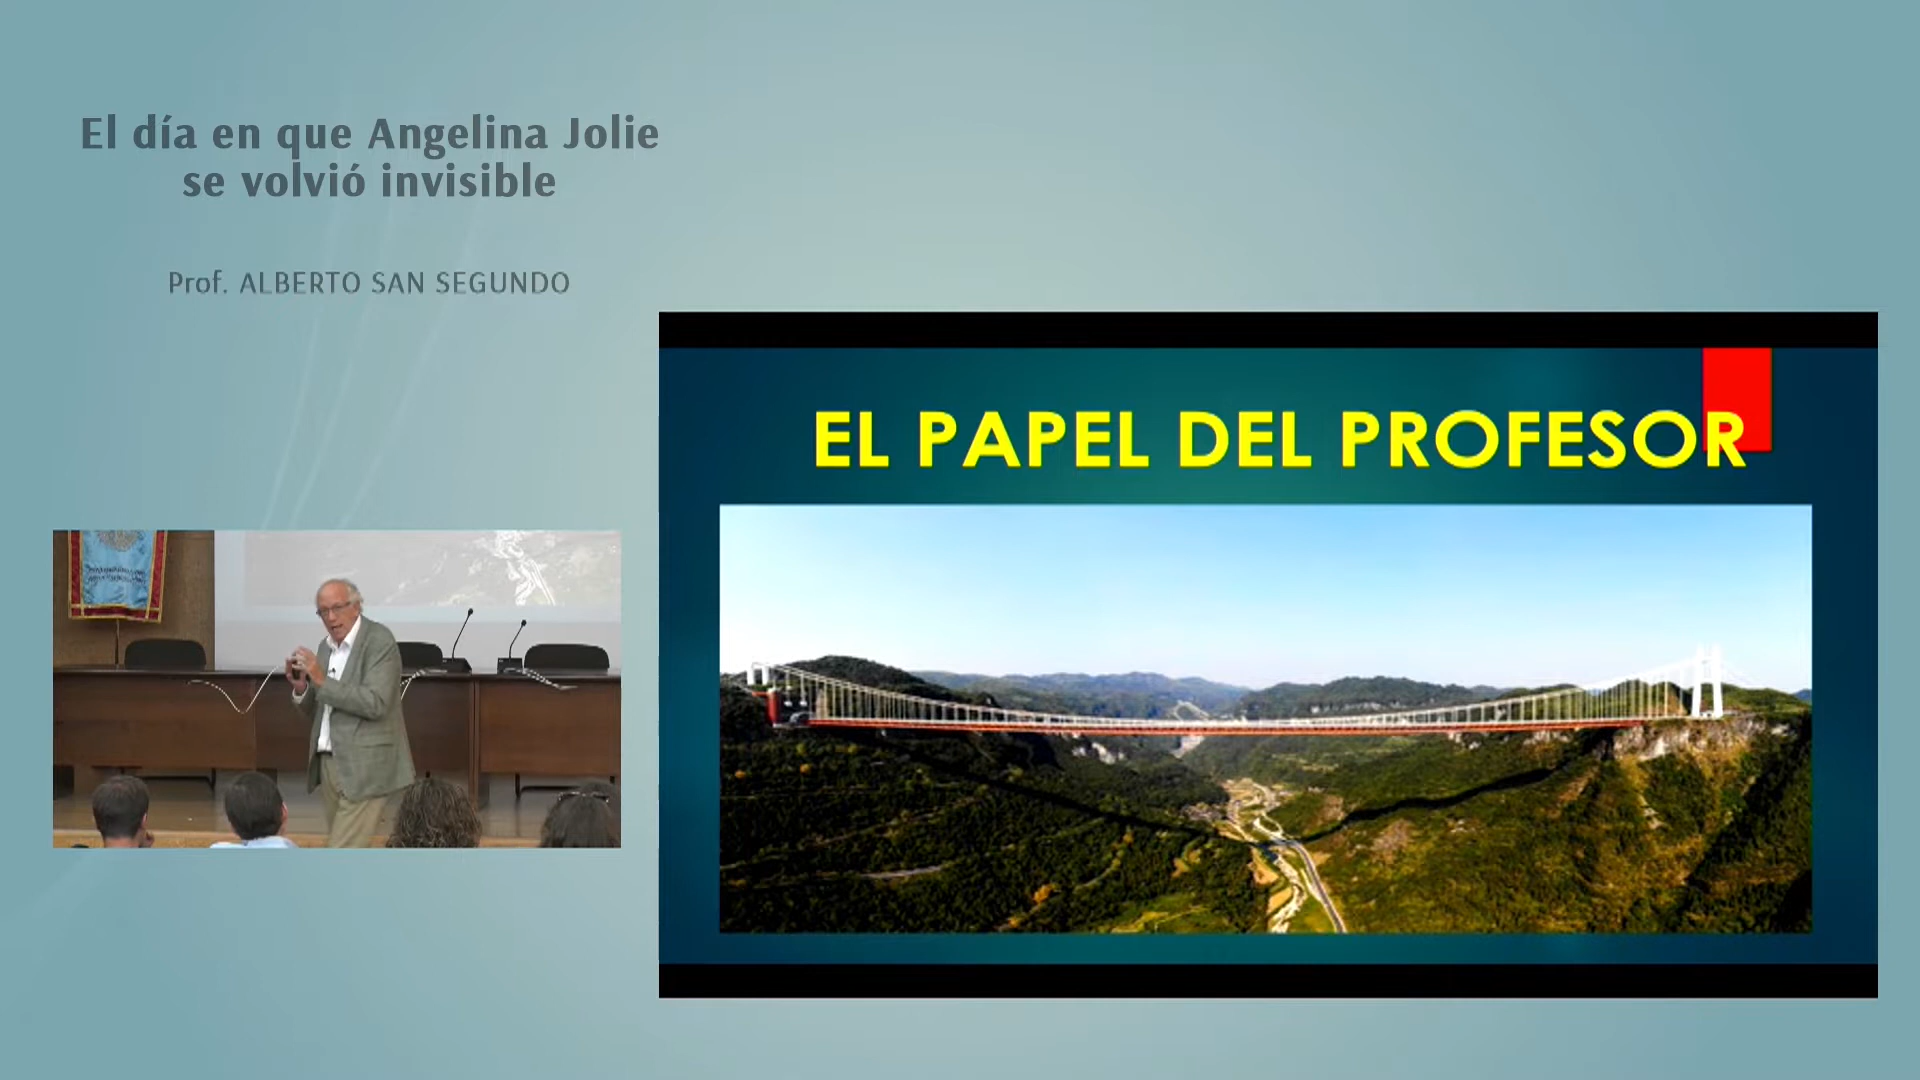 El día en que Angelina Jolie
se volvió invisible
Prof. ALBERTO SAN SEGUNDO
EL PAPEL DEL PROFESOR